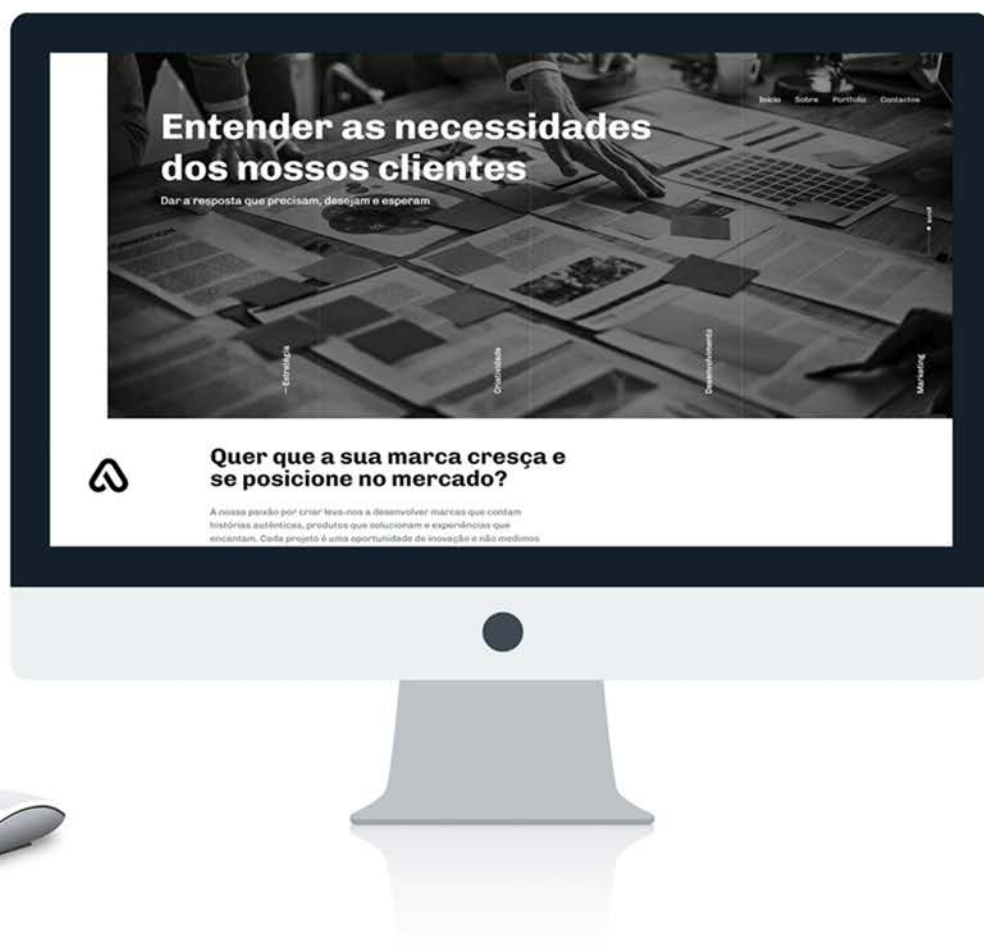 Início Sobre Portfolio Contactos
Entender as necessidades
dos nossos clientes
Dar a resposta que precisam, desejam e esperam
scroll
— Estratégia
Criatividade
Desenvolvimento
Marketing
Quer que a sua marca cresça e
se posicione no mercado?
A nossa paixão por criar leva-nos a desenvolver marcas que contam
histórias autênticas, produtos que solucionam e experiências que
encantam. Cada projeto é uma oportunidade de inovação e não medimos